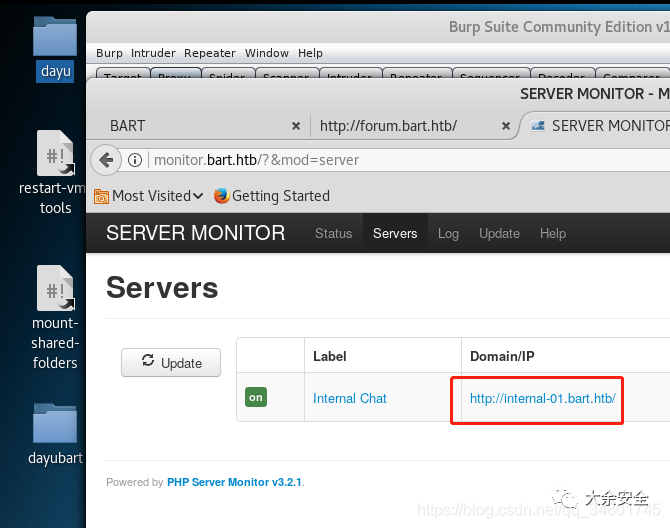 dayu
restart-vm
tools
mount-
shared-
folders
dayubart
Burp Suite Community Edition v1
Burp Intruder Repeater Window Help
Target Proxy Spider Scanner Intruder Repeater Sequencer Decoder Comparer
SERVER MONITOR - M
BART × http://forum.bart.htb/ × SERVER MONITOR
monitor.bart.htb/?&mod=server
Most Visited Getting Started
SERVER MONITOR Status Servers Log Update Help
Servers
Update
Label Domain/IP
on Internal Chat http://internal-01.bart.htb/
Powered by PHP Server Monitor v3.2.1.
大余安全
https://blog.csdn.net/qq_34801745